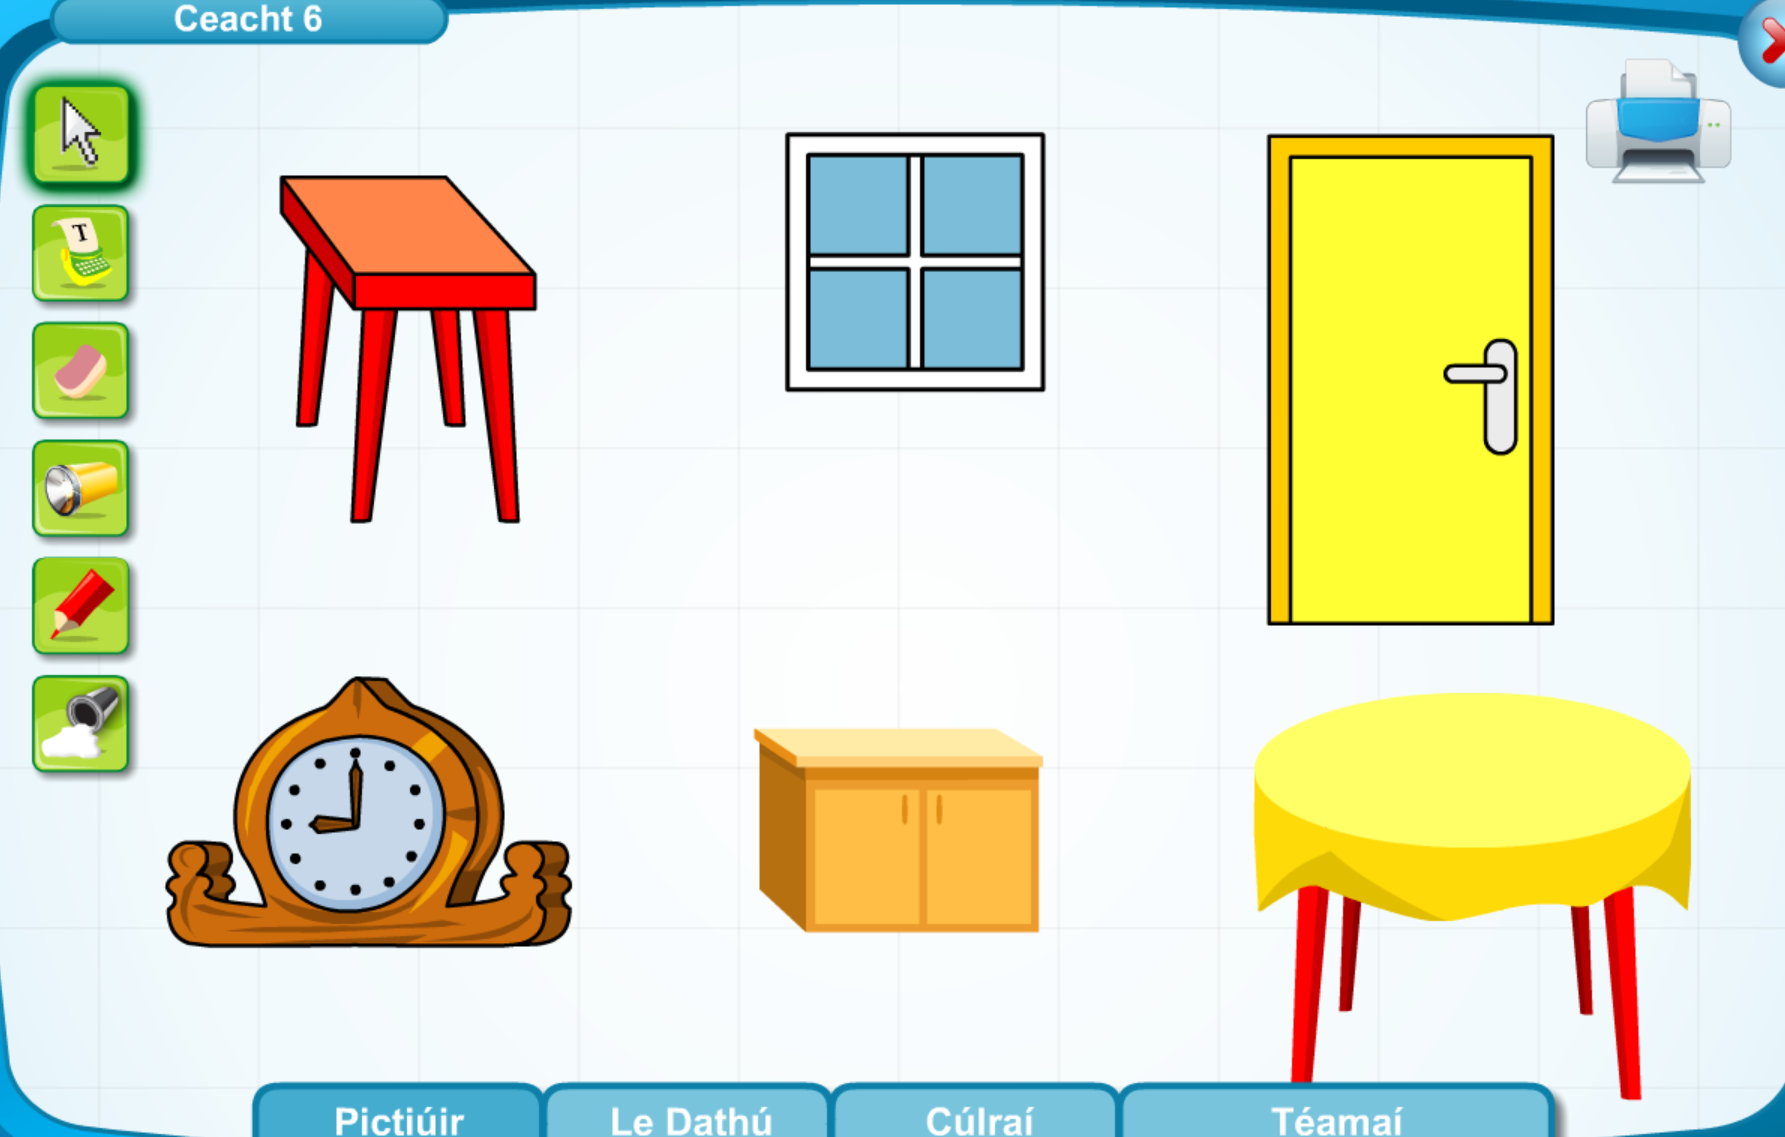 Ceacht 6
T
Pictiúir
Le Dathú
Cúlraí
Téamaí